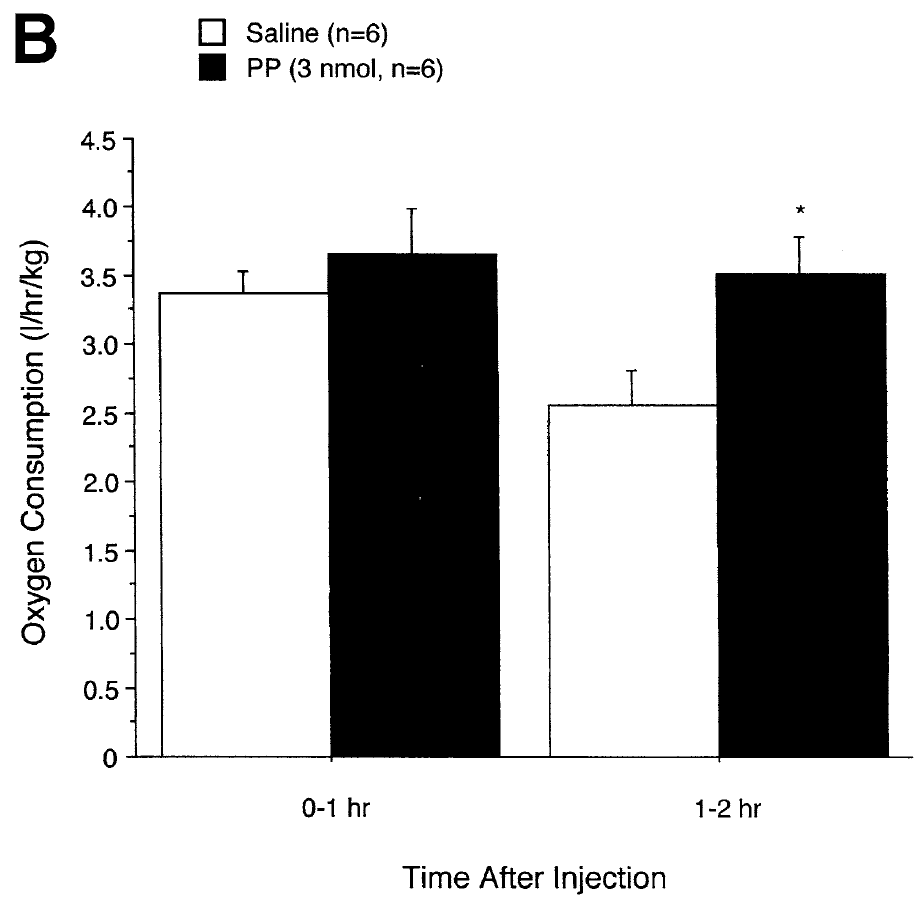 B
Saline (n=6)
PP (3 nmol, n=6)
Oxygen Consumption (l/hr/kg)
4.5
4.0
*
3.5
3.0
2.5
2.0
1.5
1.0
0.5
0
0-1 hr
1-2 hr
Time After Injection